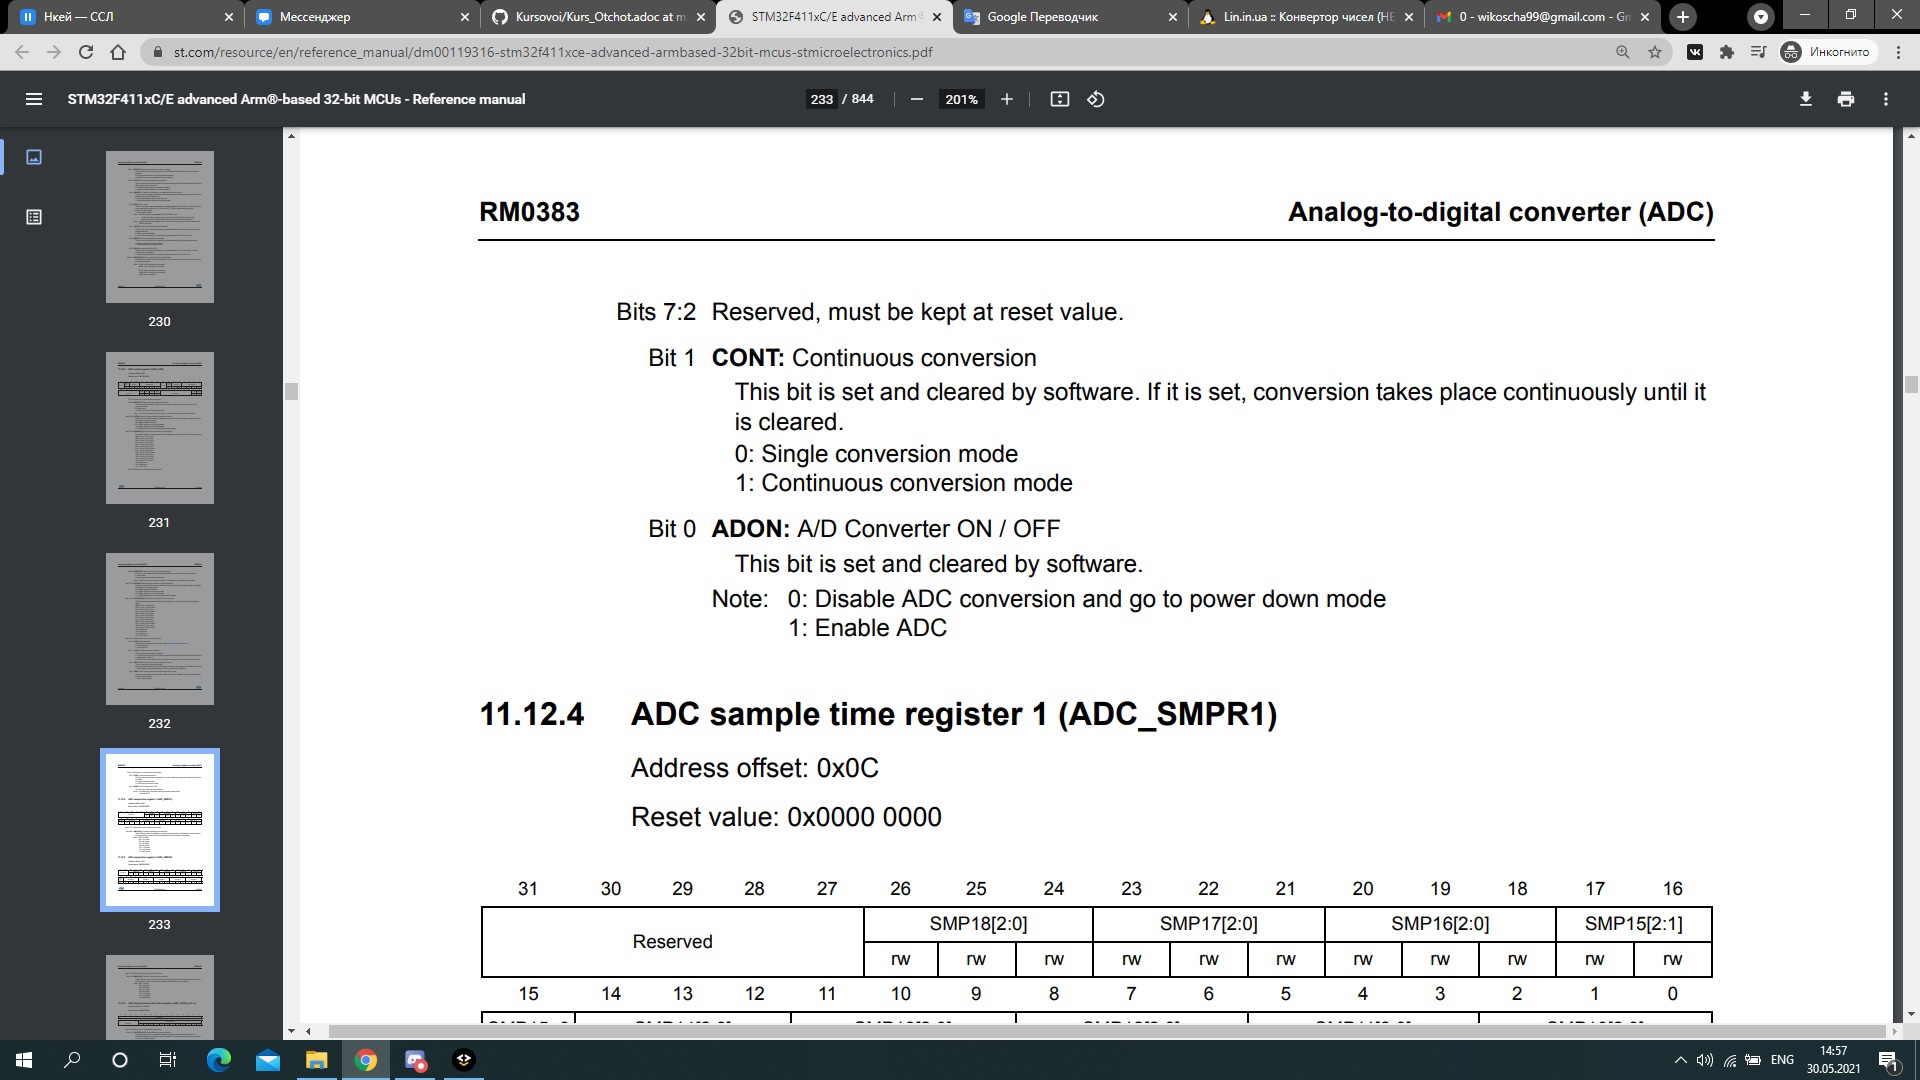 Нкей — ССЛ
Мессенджер
Kursovoi/Kurs_Otchot.adoc at m
STM32F411xC/E advanced Arm®
Google Переводчик
Lin.in.ua :: Конвертор чисел (HE
0 - wikoscha99@gmail.com - Gm
st.com/resource/en/reference_manual/dm00119316-stm32f411xce-advanced-armbased-32bit-mcus-stmicroelectronics.pdf
Инкогнито
STM32F411xC/E advanced Arm®-based 32-bit MCUs - Reference manual
233 / 844
201%
230
231
232
233
RM0383 Analog-to-digital converter (ADC)
Bits 7:2 Reserved, must be kept at reset value.
Bit 1 CONT: Continuous conversion
This bit is set and cleared by software. If it is set, conversion takes place continuously until it
is cleared.
0: Single conversion mode
1: Continuous conversion mode
Bit 0 ADON: A/D Converter ON / OFF
This bit is set and cleared by software.
Note: 0: Disable ADC conversion and go to power down mode
1: Enable ADC
11.12.4 ADC sample time register 1 (ADC_SMPR1)
Address offset: 0x0C
Reset value: 0x0000 0000
31 30 29 28 27 26 25 24 23 22 21 20 19 18 17 16
Reserved SMP18[2:0] SMP17[2:0] SMP16[2:0] SMP15[2:1]
rw rw rw rw rw rw rw rw rw rw rw
15 14 13 12 11 10 9 8 7 6 5 4 3 2 1 0
ENG
14:57
30.05.2021
1